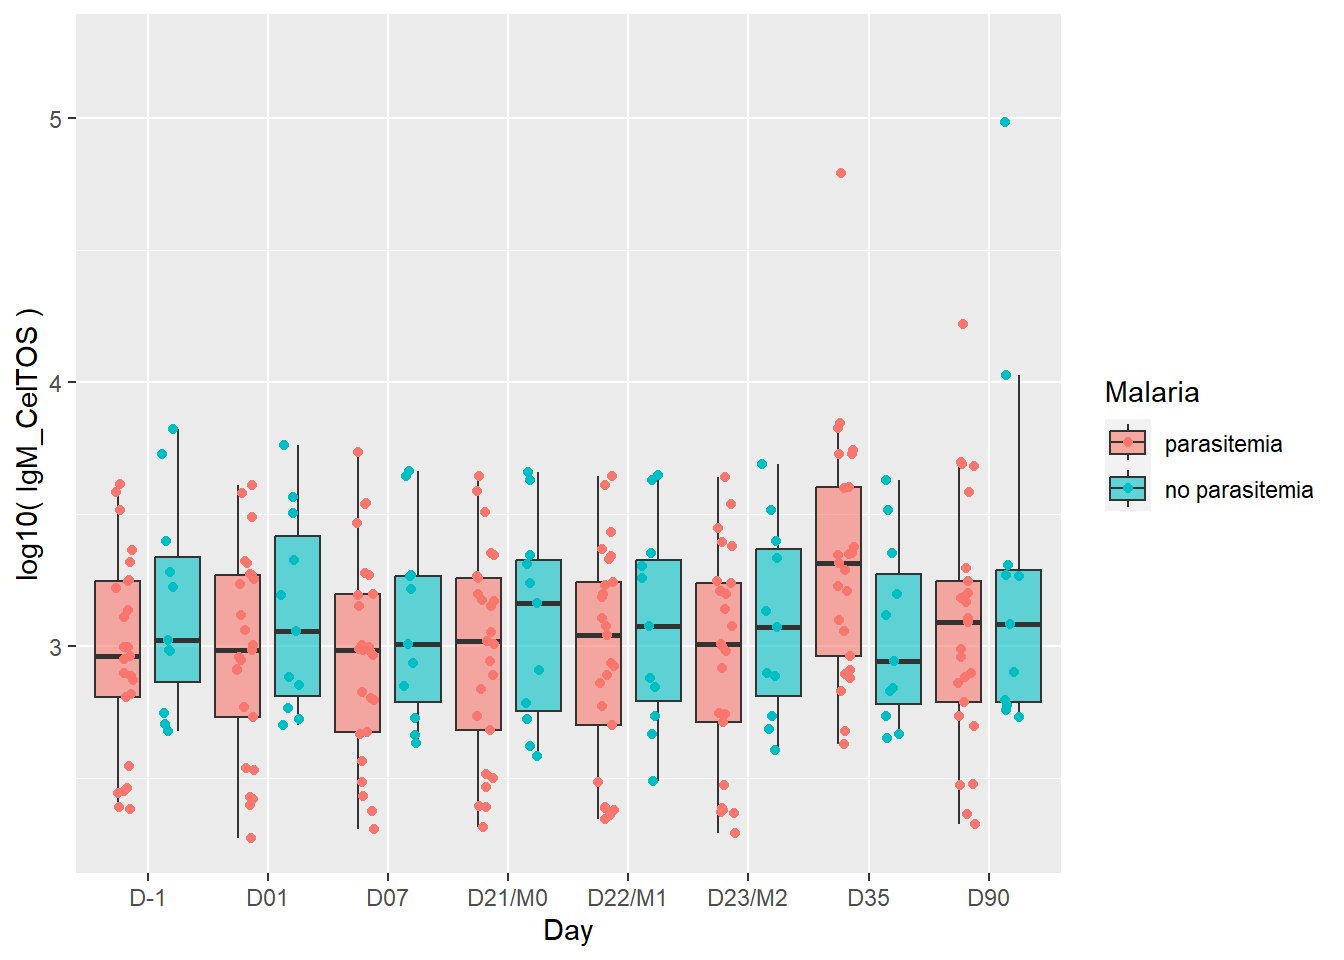 log10( IgM_CelTOS )
5
4
3
D-1 D01 D07 D21/M0 D22/M1 D23/M2 D35 D90
Day
Malaria
parasitemia
no parasitemia